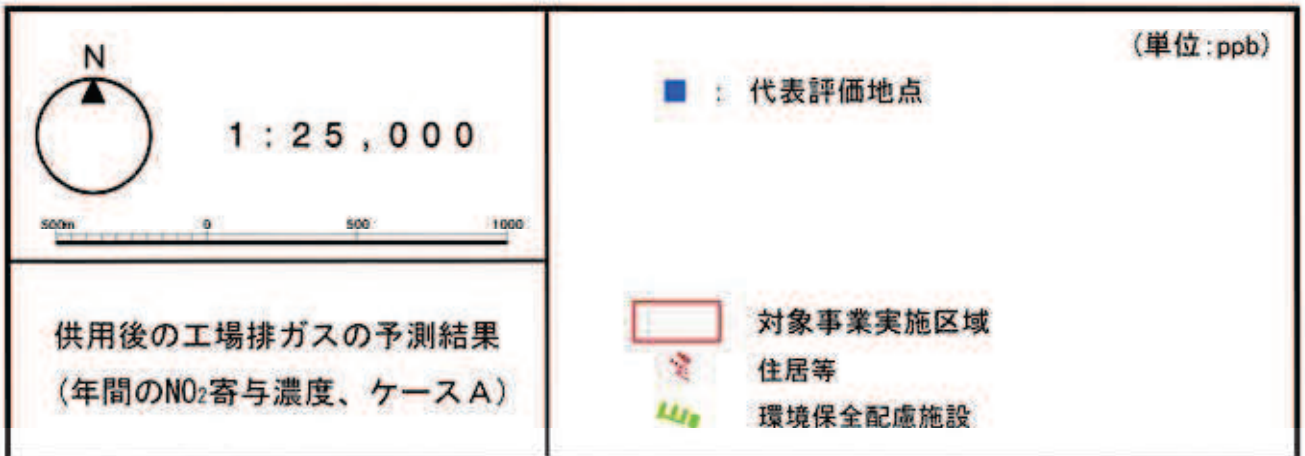 N
1:25,000
500m 0 500 1000
供用後の工場排ガスの予測結果
(年間のNO₂寄与濃度、ケースA)
(単位:ppb)
: 代表評価地点
対象事業実施区域
住居等
環境保全配慮施設